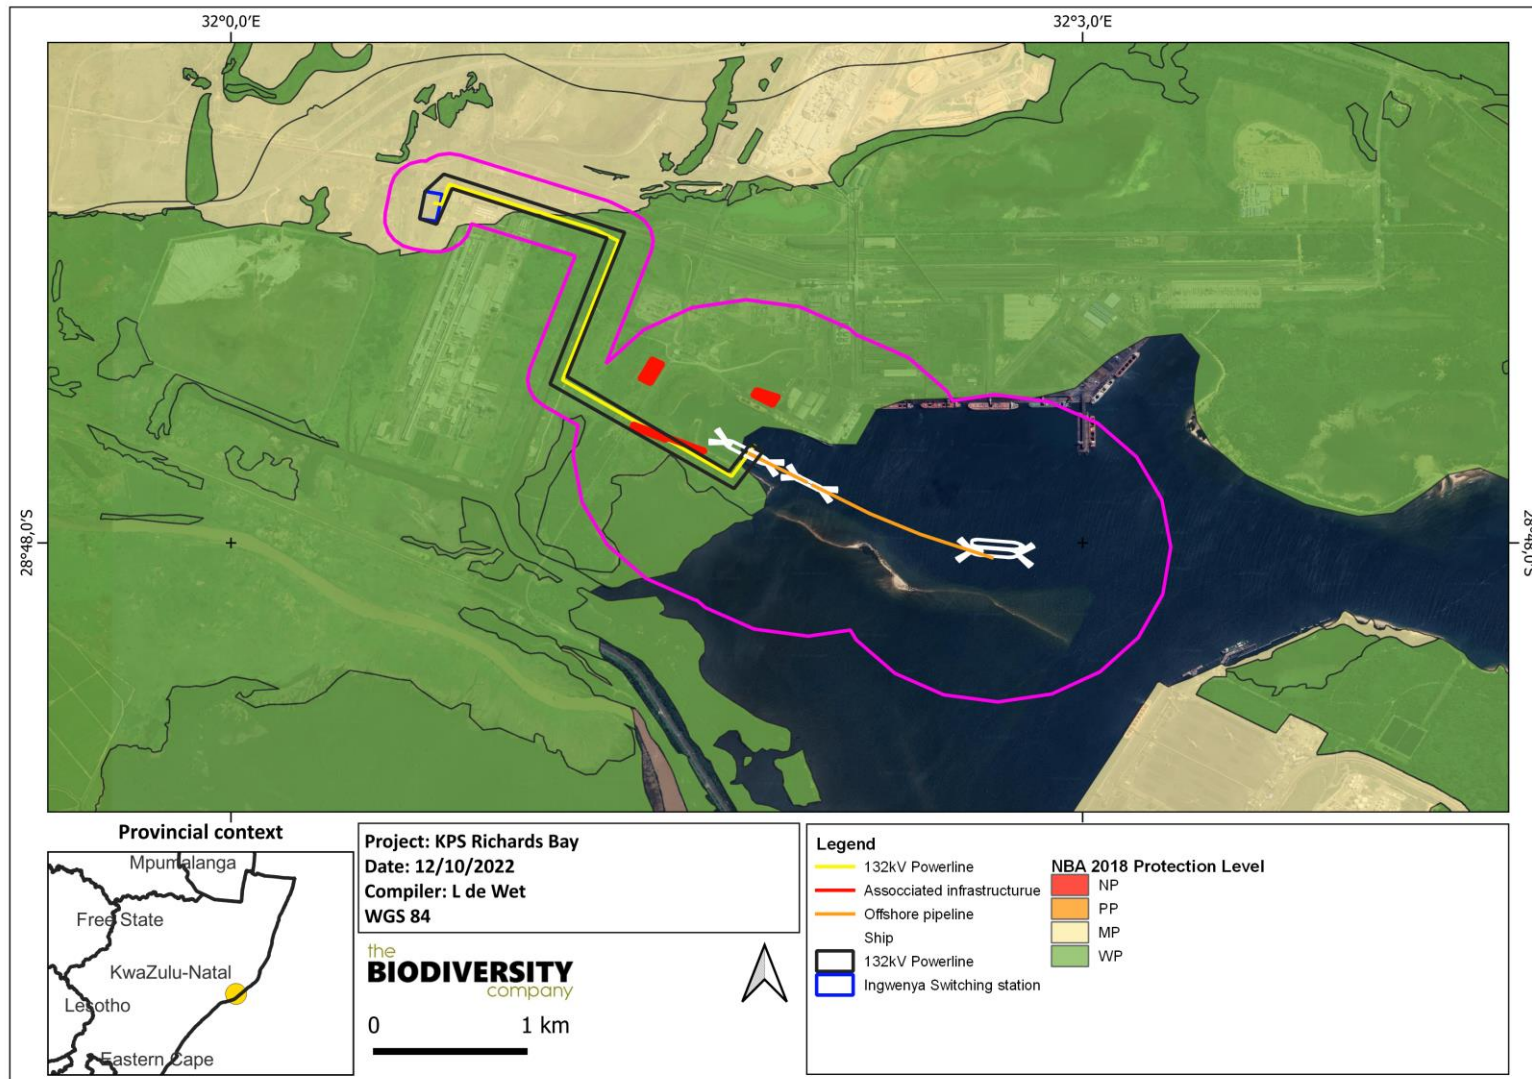 32°0,0'E
32°3,0'E
28°48,0'S
28°48,0'S
Provincial context
Mpumalanga
Free State
KwaZulu-Natal
Lesotho
Eastern Cape
Project: KPS Richards Bay
Date: 12/10/2022
Compiler: L de Wet
WGS 84
the
BIODIVERSITY
company
0 1 km
Legend
132kV Powerline
Assocciated infrastructurue
Offshore pipeline
Ship
132kV Powerline
Ingwenya Switching station
NBA 2018 Protection Level
NP
PP
MP
WP